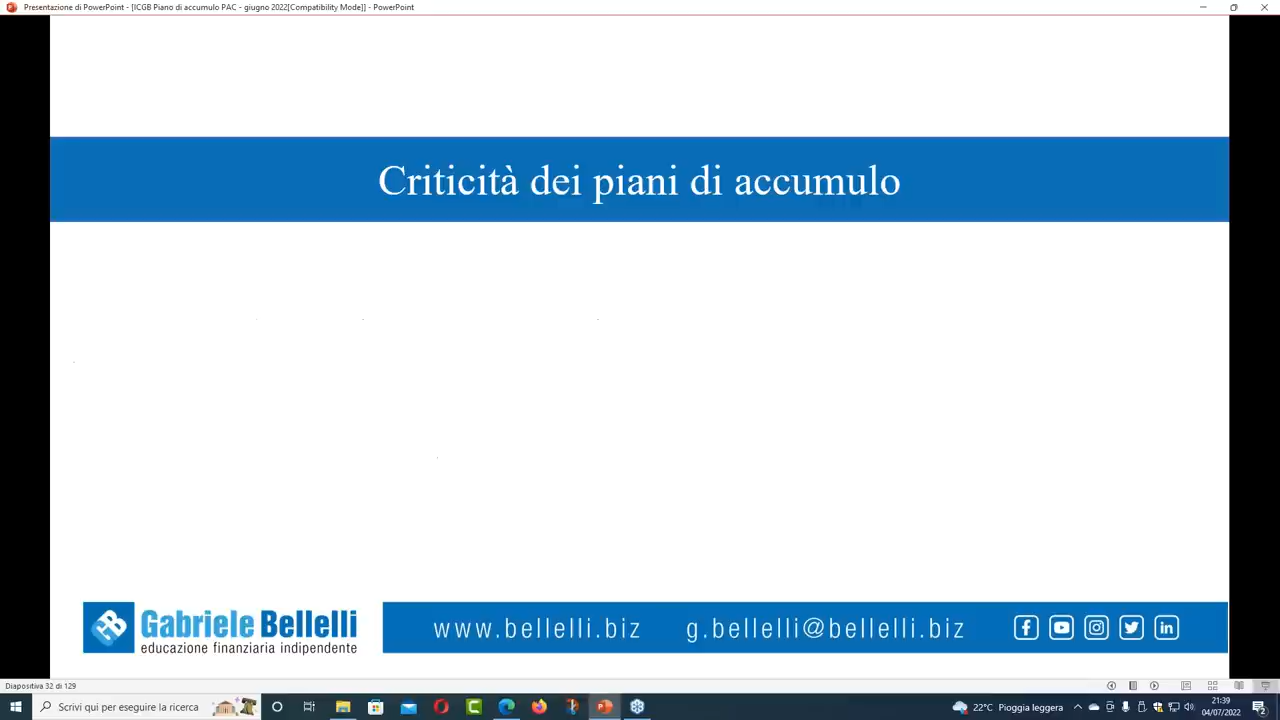 Presentazione di PowerPoint - [ICGB Piano di accumulo PAC - giugno 2022[Compatibility Mode]] - PowerPoint
Criticità dei piani di accumulo
Gabriele Bellelli
educazione finanziaria indipendente
www.bellelli.biz g.bellelli@bellelli.biz
Diapositiva 32 di 129
Scrivi qui per eseguire la ricerca
22°C Pioggia leggera
21:39
04/07/2022
2